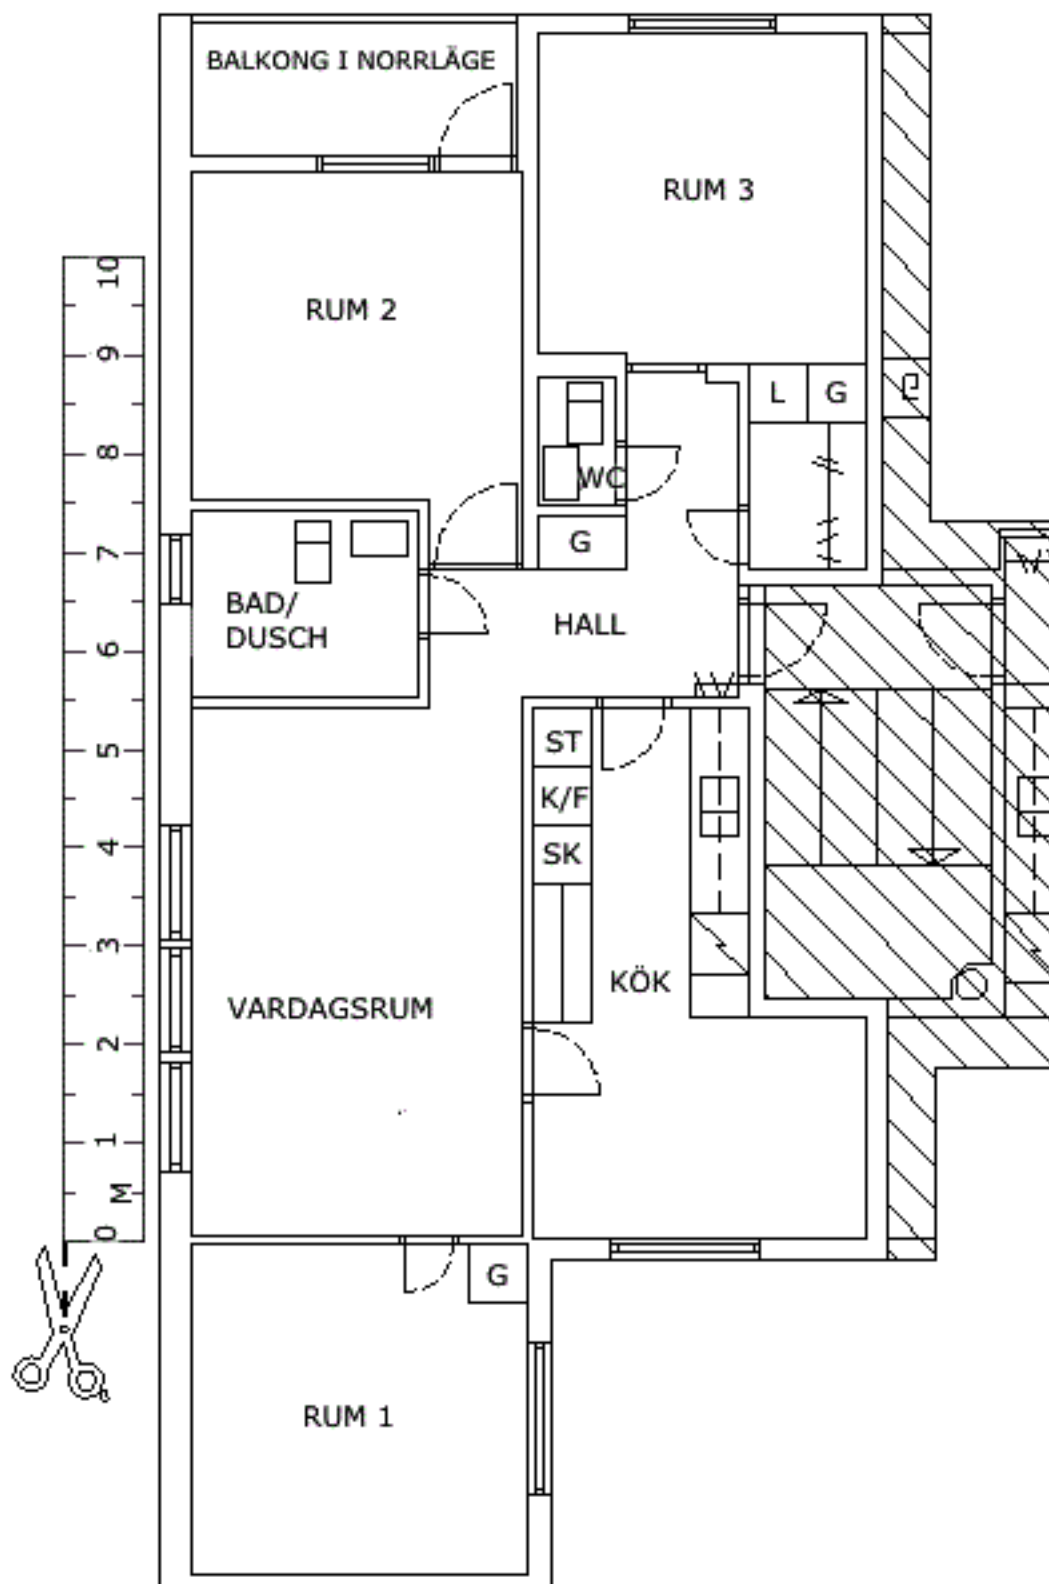 BALKONG I NORRLÄGE
RUM 3
RUM 2
L
G
WC
G
BAD/
DUSCH
HALL
ST
K/F
SK
KÖK
VARDAGSRUM
G
RUM 1
10
9
8
7
6
5
4
3
2
1
M
0